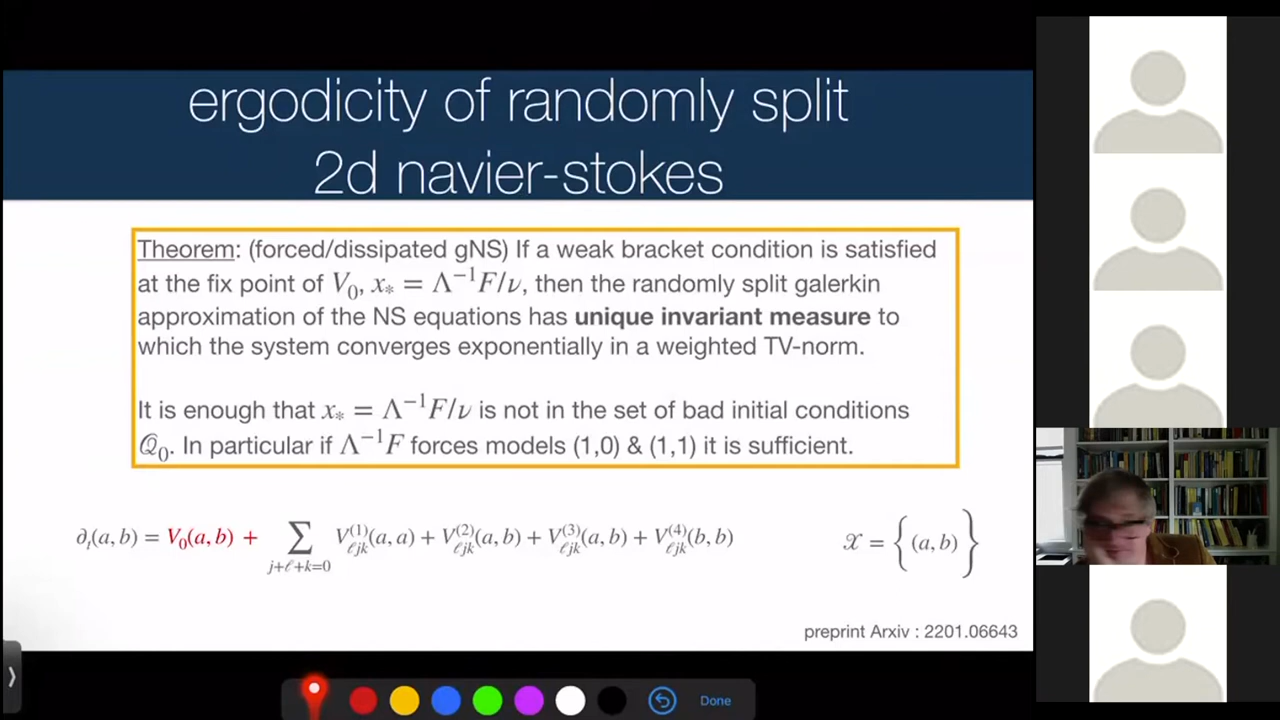 ergodicity of randomly split
2d navier-stokes
Theorem: (forced/dissipated gNS) If a weak bracket condition is satisfied
at the fix point of V₀, x_* = Λ⁻¹F/ν, then the randomly split galerkin
approximation of the NS equations has unique invariant measure to
which the system converges exponentially in a weighted TV-norm.
It is enough that x_* = Λ⁻¹F/ν is not in the set of bad initial conditions
𝒬₀. In particular if Λ⁻¹F forces models (1,0) & (1,1) it is sufficient.
∂ₜ(a, b) = V₀(a, b) + ∑_{j+ℓ+k=0} V^{(1)}_{ℓjk}(a, a) + V^{(2)}_{ℓjk}(a, b) + V^{(3)}_{ℓjk}(a, b) + V^{(4)}_{ℓjk}(b, b) 𝒳 = {(a, b)}
preprint Arxiv : 2201.06643
Done